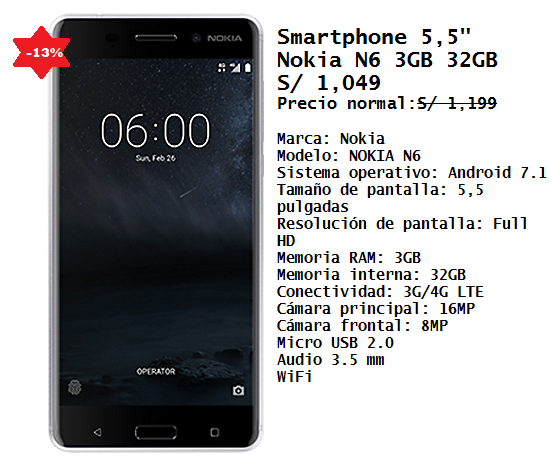 -13%
NOKIA
06:00
Sun, Feb 26
OPERATOR
Smartphone 5,5"
Nokia N6 3GB 32GB
S/ 1,049
Precio normal:S/ 1,199
Marca: Nokia
Modelo: NOKIA N6
Sistema operativo: Android 7.1
Tamaño de pantalla: 5,5
pulgadas
Resolución de pantalla: Full
HD
Memoria RAM: 3GB
Memoria interna: 32GB
Conectividad: 3G/4G LTE
Cámara principal: 16MP
Cámara frontal: 8MP
Micro USB 2.0
Audio 3.5 mm
WiFi